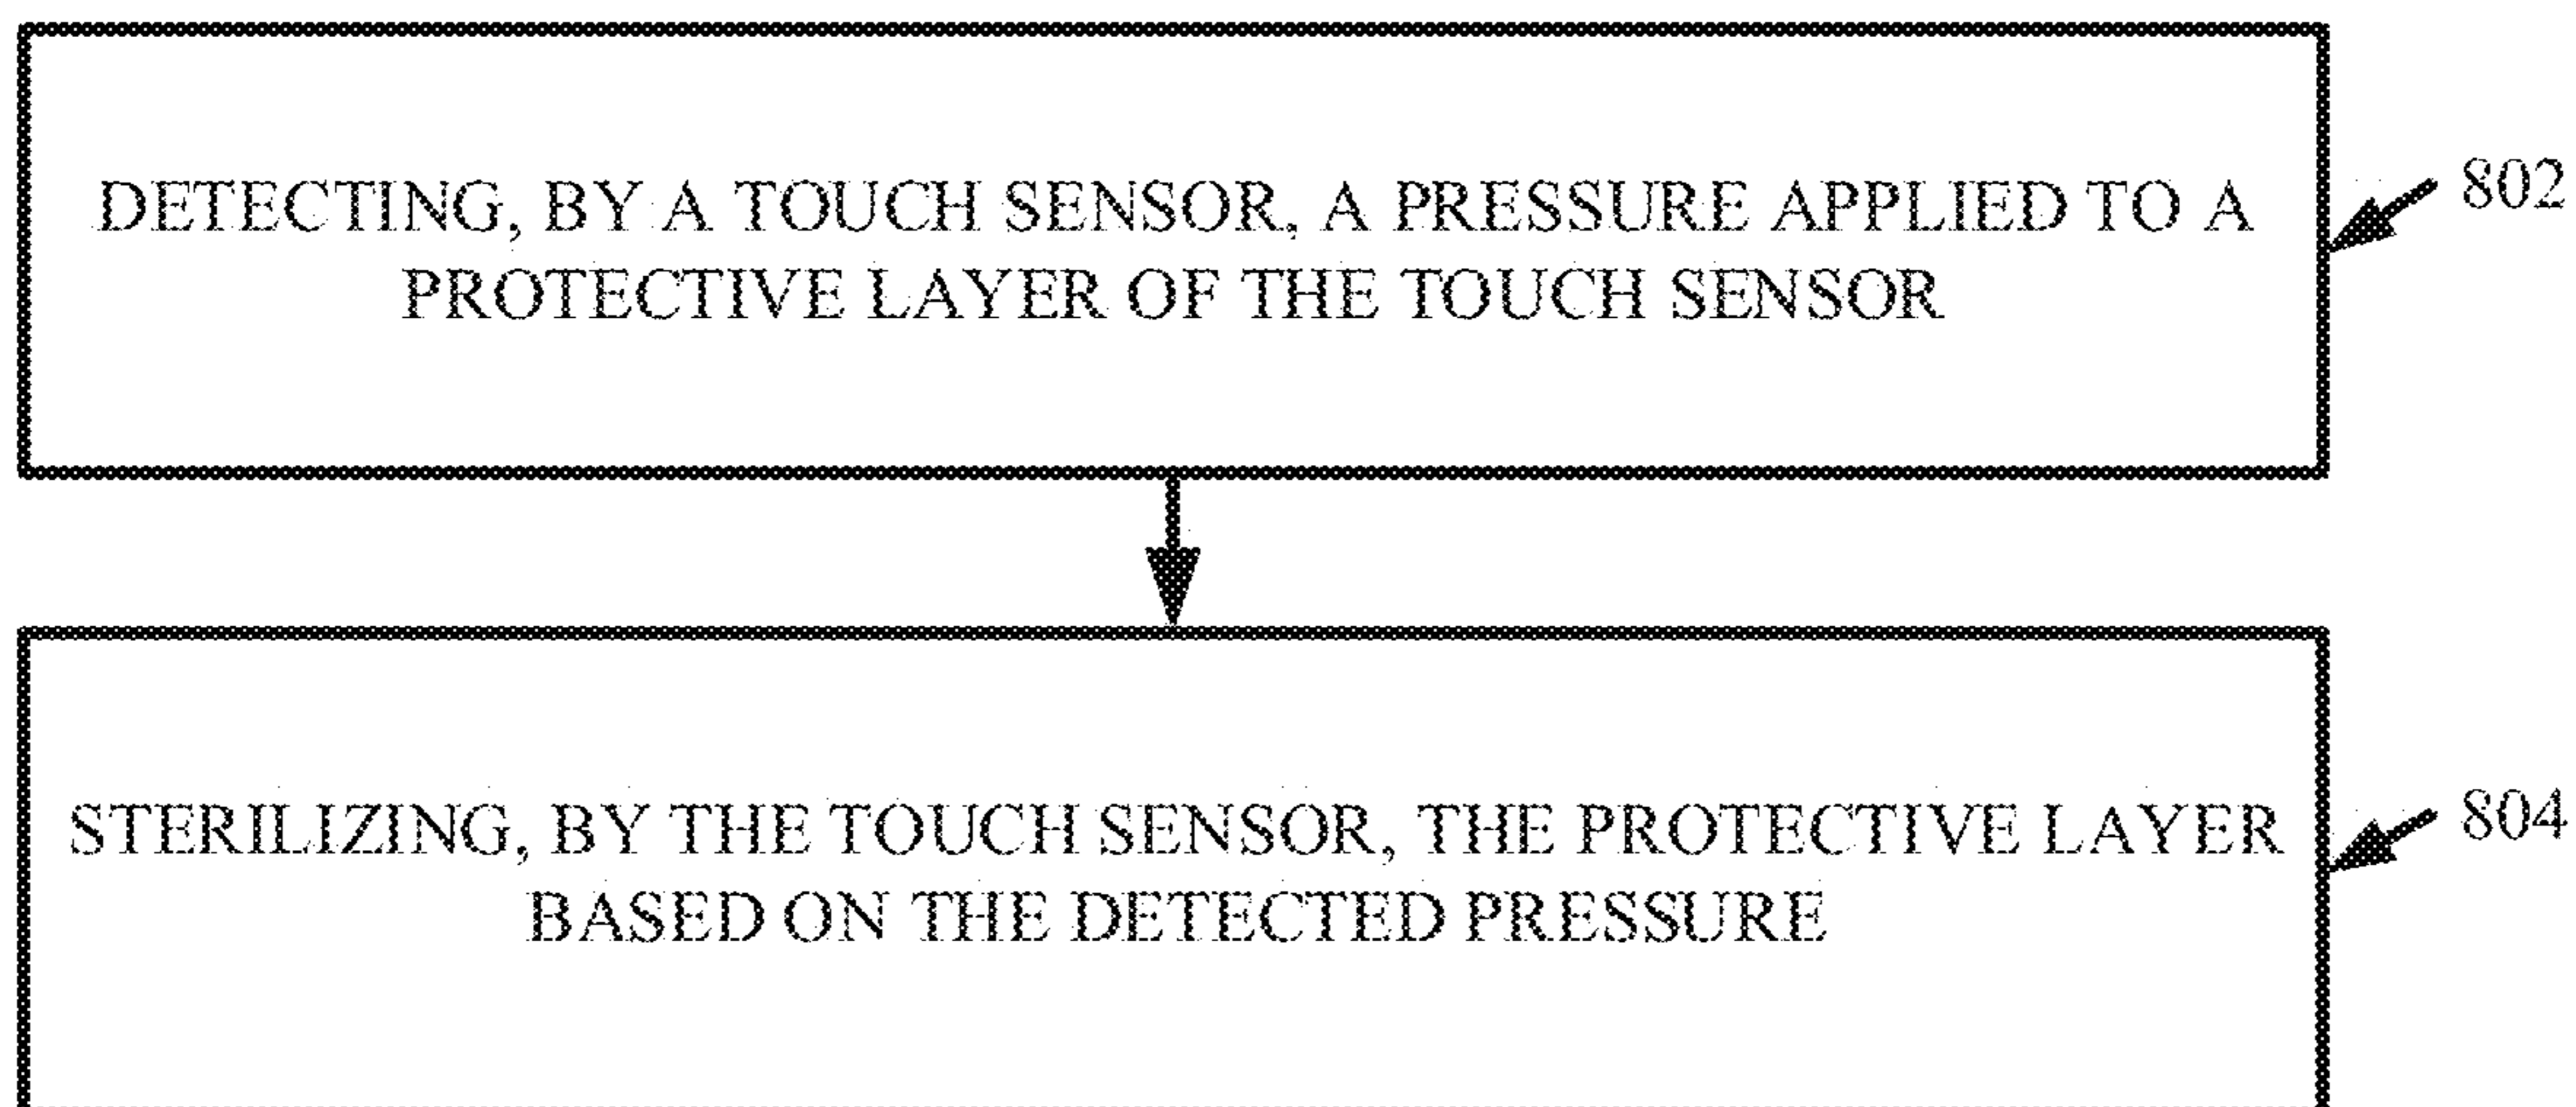 DETECTING, BY A TOUCH SENSOR, A PRESSURE APPLIED TO A
PROTECTIVE LAYER OF THE TOUCH SENSOR
802
STERILIZING, BY THE TOUCH SENSOR, THE PROTECTIVE LAYER
BASED ON THE DETECTED PRESSURE
804